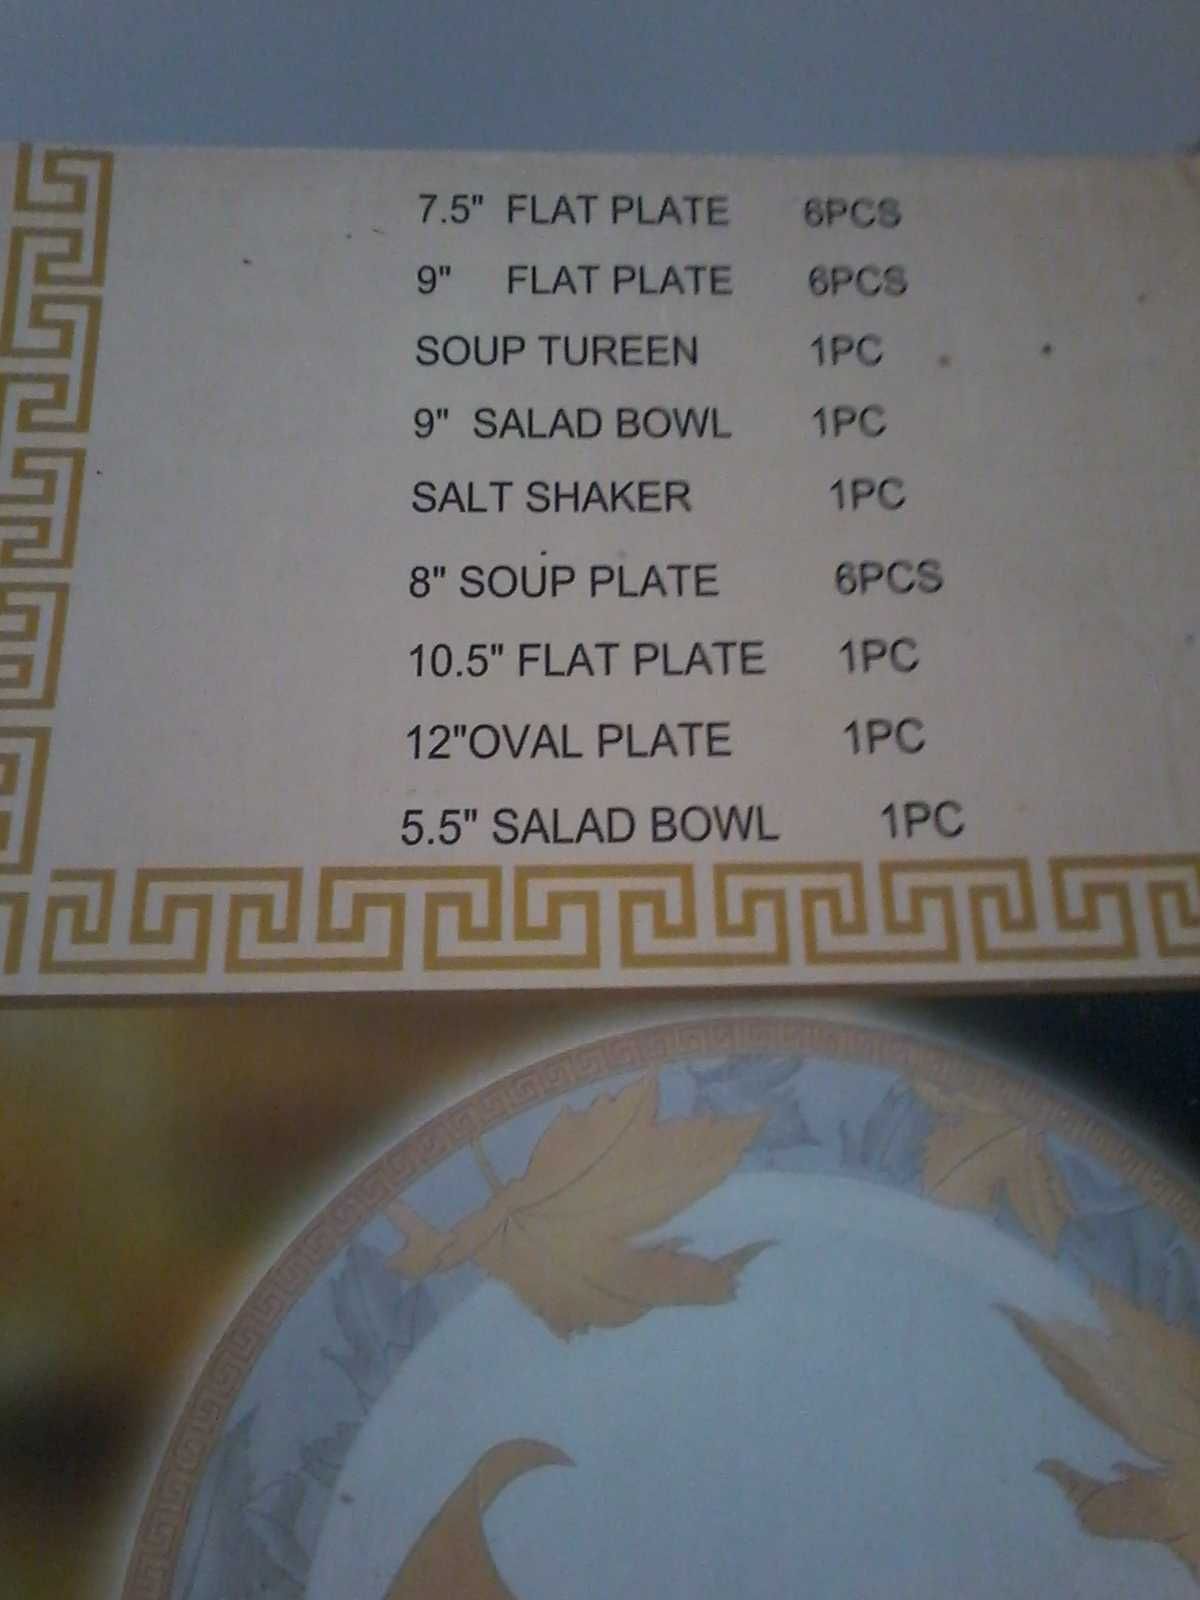 7.5" FLAT PLATE 6PCS
9" FLAT PLATE 6PCS
SOUP TUREEN 1PC
9" SALAD BOWL 1PC
SALT SHAKER 1PC
8" SOUP PLATE 6PCS
10.5" FLAT PLATE 1PC
12"OVAL PLATE 1PC
5.5" SALAD BOWL 1PC